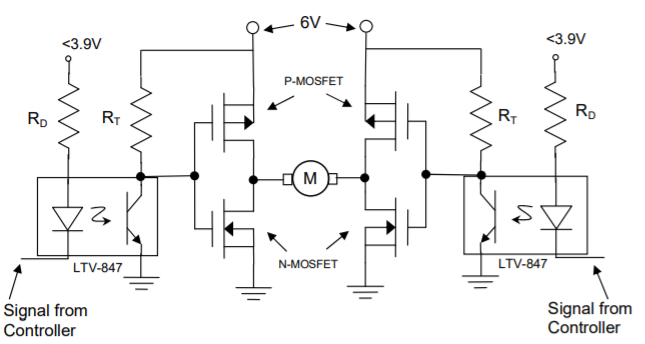 6V
<3.9V
<3.9V
P-MOSFET
R_D
R_T
R_T
R_D
M
N-MOSFET
LTV-847
LTV-847
Signal from
Controller
Signal from
Controller